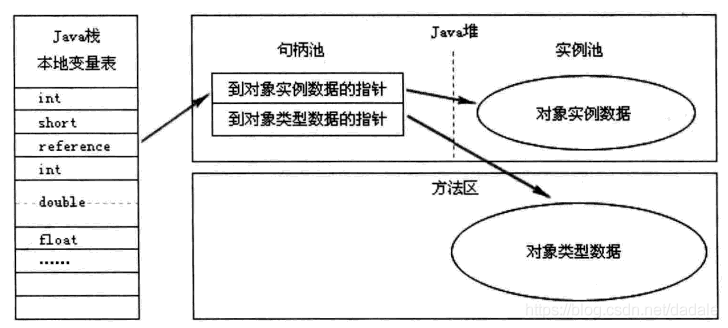 Java栈
本地变量表
int
short
reference
int
double
float
......
Java堆
句柄池
实例池
到对象实例数据的指针
到对象类型数据的指针
对象实例数据
方法区
对象类型数据
https://blog.csdn.net/dadale